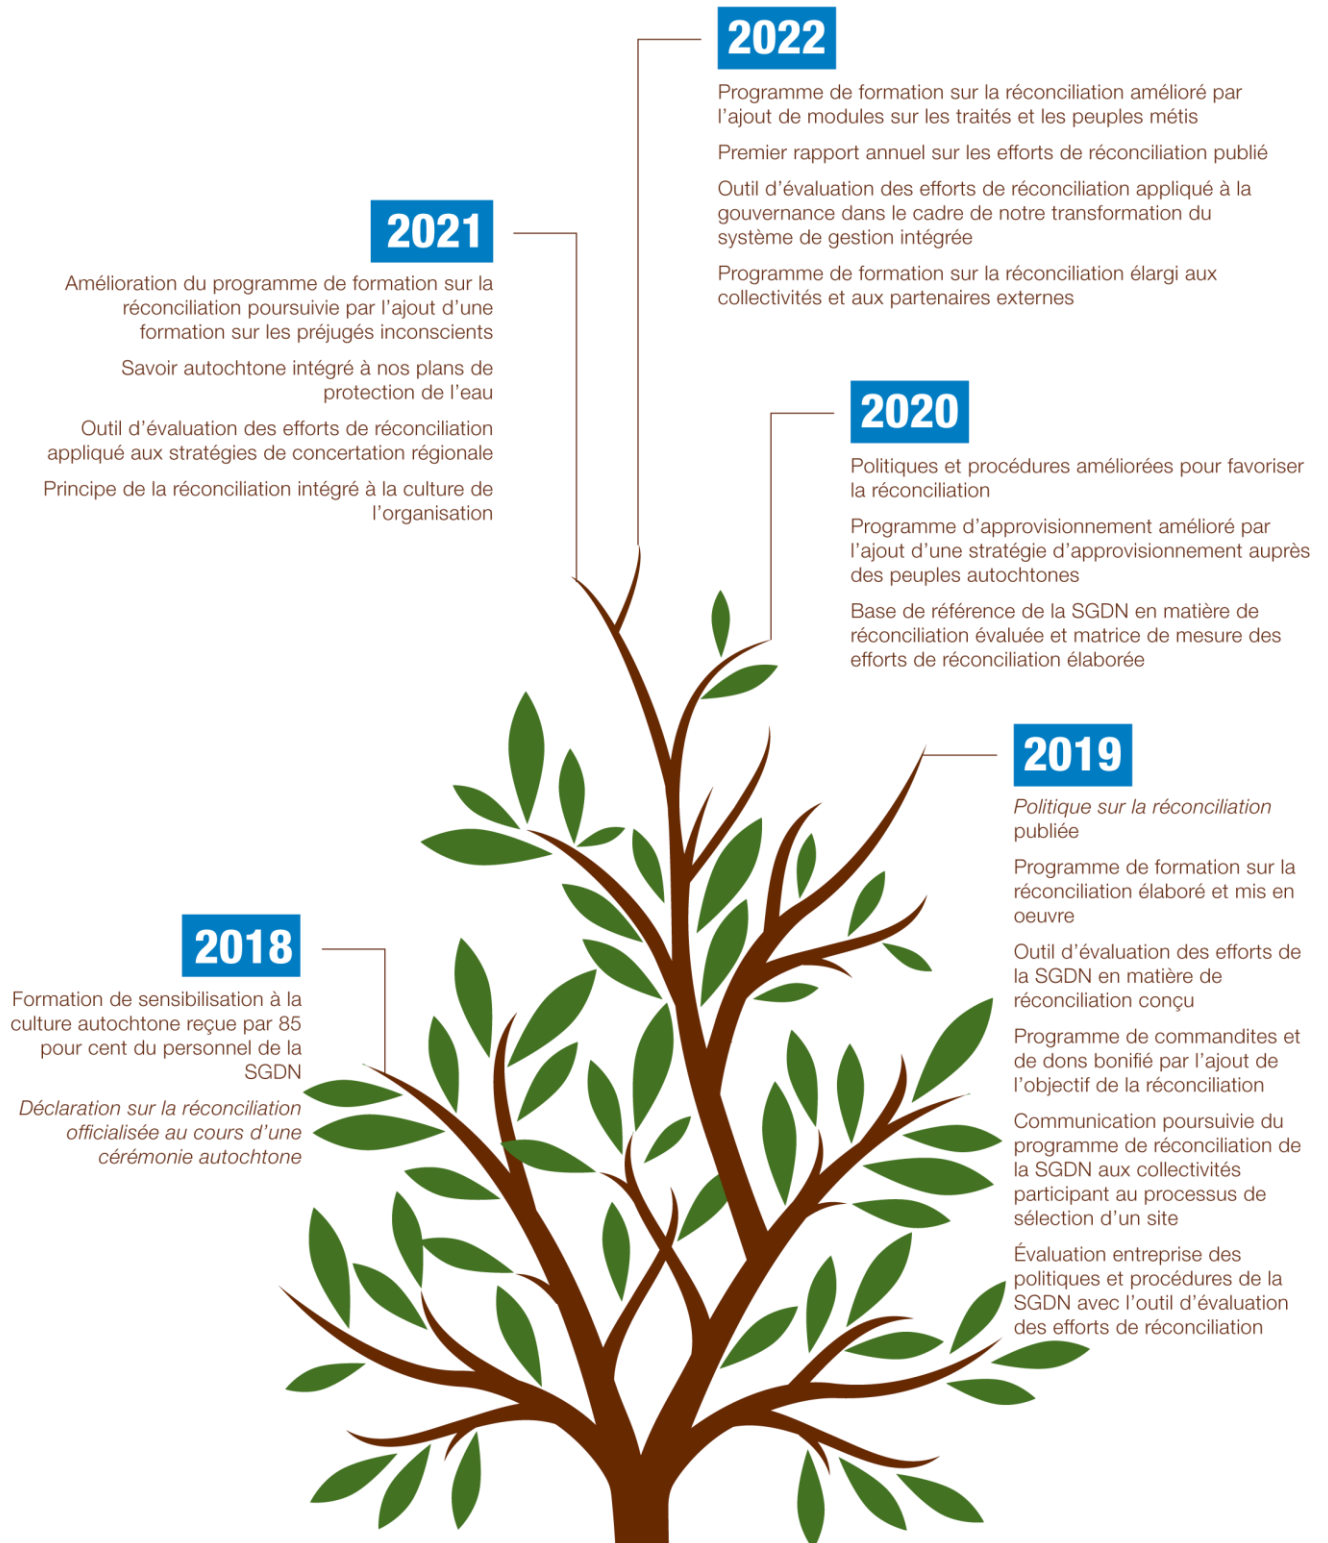 2022
Programme de formation sur la réconciliation amélioré par
l’ajout de modules sur les traités et les peuples métis
Premier rapport annuel sur les efforts de réconciliation publié
Outil d’évaluation des efforts de réconciliation appliqué à la
gouvernance dans le cadre de notre transformation du
système de gestion intégrée
Programme de formation sur la réconciliation élargi aux
collectivités et aux partenaires externes
2021
Amélioration du programme de formation sur la
réconciliation poursuivie par l’ajout d’une
formation sur les préjugés inconscients
Savoir autochtone intégré à nos plans de
protection de l’eau
Outil d’évaluation des efforts de réconciliation
appliqué aux stratégies de concertation régionale
Principe de la réconciliation intégré à la culture de
l’organisation
2020
Politiques et procédures améliorées pour favoriser
la réconciliation
Programme d’approvisionnement amélioré par
l’ajout d’une stratégie d’approvisionnement auprès
des peuples autochtones
Base de référence de la SGDN en matière de
réconciliation évaluée et matrice de mesure des
efforts de réconciliation élaborée
2019
Politique sur la réconciliation
publiée
Programme de formation sur la
réconciliation élaboré et mis en
oeuvre
Outil d’évaluation des efforts de
la SGDN en matière de
réconciliation conçu
Programme de commandites et
de dons bonifié par l’ajout de
l’objectif de la réconciliation
Communication poursuivie du
programme de réconciliation de
la SGDN aux collectivités
participant au processus de
sélection d’un site
Évaluation entreprise des
politiques et procédures de la
SGDN avec l’outil d’évaluation
des efforts de réconciliation
2018
Formation de sensibilisation à la
culture autochtone reçue par 85
pour cent du personnel de la
SGDN
Déclaration sur la réconciliation
officialisée au cours d’une
cérémonie autochtone